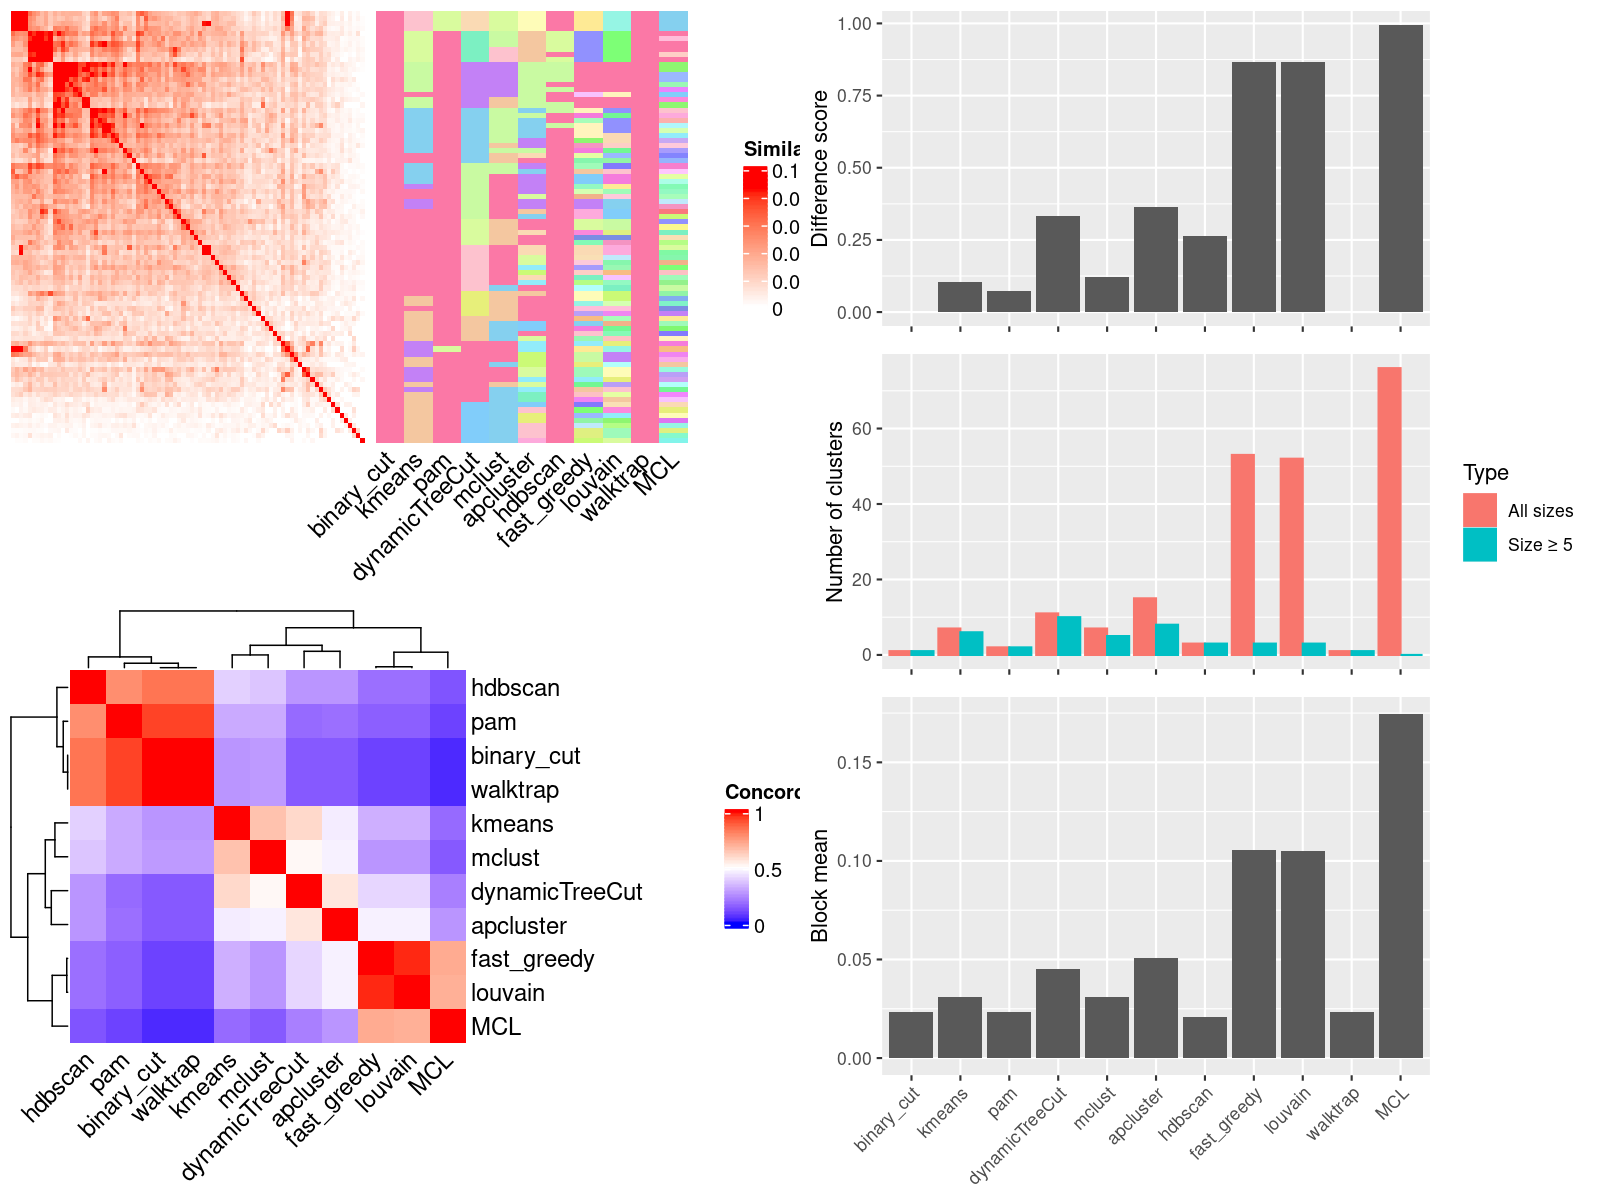 Simila
0.1
0.0
0.0
0.0
0.0
0
binary_cut
kmeans
pam
dynamicTreeCut
mclust
apcluster
hdbscan
fast_greedy
louvain
walktrap
MCL
hdbscan
pam
binary_cut
walktrap
kmeans
mclust
dynamicTreeCut
apcluster
fast_greedy
louvain
MCL
hdbscan
pam
binary_cut
walktrap
kmeans
mclust
dynamicTreeCut
apcluster
fast_greedy
louvain
MCL
Concord
1
0.5
0
Difference score
1.00
0.75
0.50
0.25
0.00
Number of clusters
60
40
20
0
Type
All sizes
Size ≥ 5
Block mean
0.15
0.10
0.05
0.00
binary_cut
kmeans
pam
dynamicTreeCut
mclust
apcluster
hdbscan
fast_greedy
louvain
walktrap
MCL